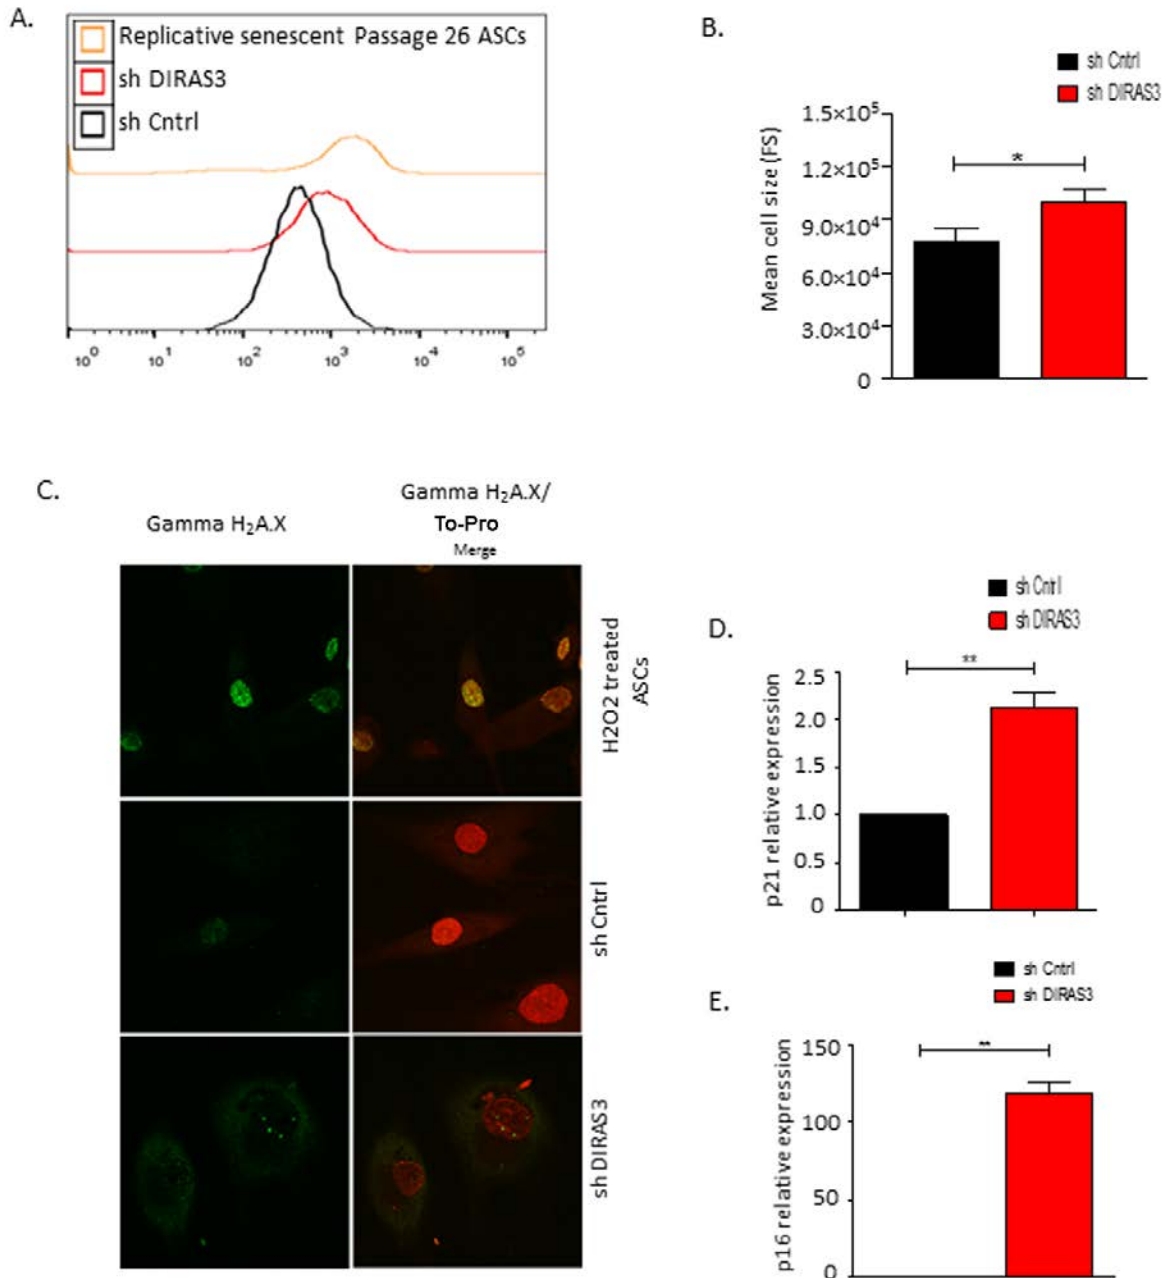 A.
Replicative senescent Passage 26 ASCs
sh DIRAS3
sh Cntrl
10⁰ 10¹ 10² 10³ 10⁻⁴ 10⁵
B.
sh Cntrl
sh DIRAS3
Mean cell size (FS)
1.5×10⁵
1.2×10⁵
9.0×10⁴
6.0×10⁴
3.0×10⁴
0
*
C.
Gamma H₂A.X
Gamma H₂A.X/
To-Pro
Merge
H2O2 treated
ASCs
sh Cntrl
sh DIRAS3
D.
sh Cntrl
sh DIRAS3
p21 relative expression
2.5
2.0
1.5
1.0
0.5
0
**
E.
sh Cntrl
sh DIRAS3
p16 relative expression
150
100
50
0
**